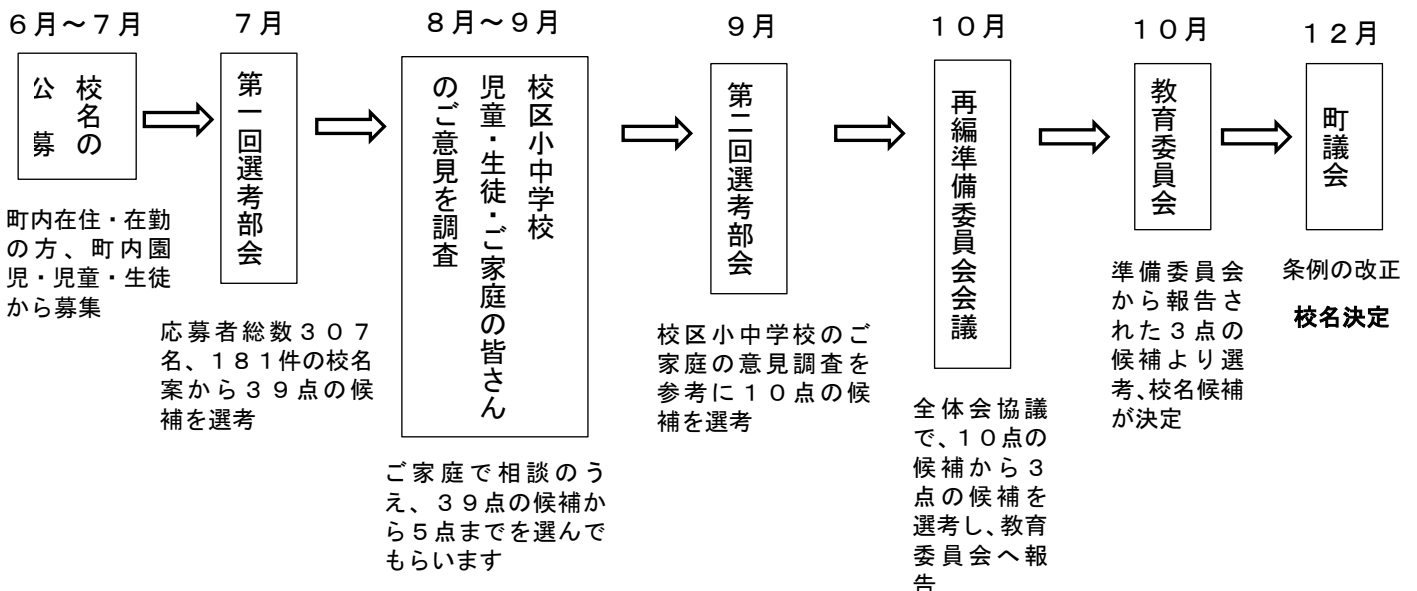 ６月～７月
校名の
公募
町内在住・在勤
の方、町内園
児・児童・生徒
から募集
７月
第一回選考部会
応募者総数３０７
名、１８１件の校名
案から３９点の候
補を選考
８月～９月
校区小中学校
児童・生徒・ご家庭の皆さん
のご意見を調査
ご家庭で相談のう
え、３９点の候補か
ら５点までを選んで
もらいます
９月
第二回選考部会
校区小中学校のご
家庭の意見調査を
参考に１０点の候
補を選考
１０月
再編準備委員会会議
全体会協議
で、１０点の
候補から３
点の候補を
選考し、教育
委員会へ報
告
１０月
教育委員会
準備委員会
から報告さ
れた３点の
候補より選
考、校名候補
が決定
１２月
町議会
条例の改正
校名決定